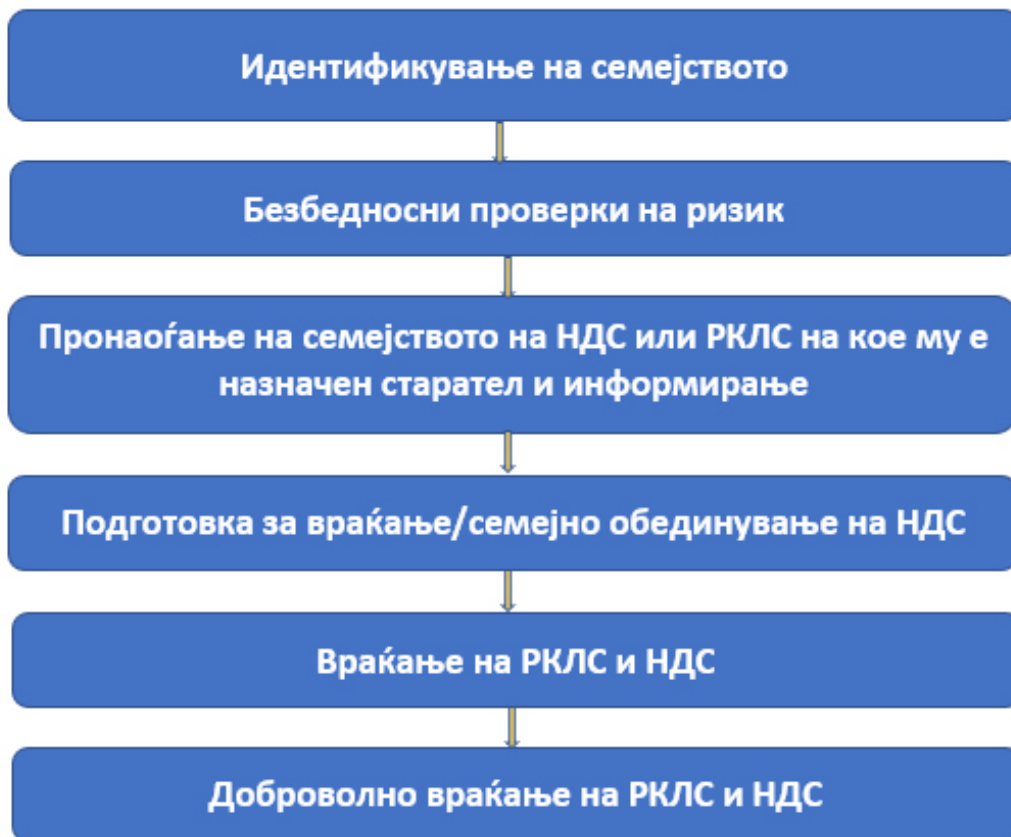 Идентификување на семејството
Безбедносни проверки на ризик
Пронаоѓање на семејството на НДС или РКЛС на кое му е
назначен старател и информирање
Подготовка за враќање/семејно обединување на НДС
Враќање на РКЛС и НДС
Доброволно враќање на РКЛС и НДС